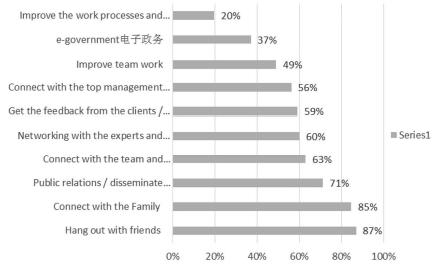 Improve the work processes and... 20%
e-government电子政务 37%
Improve team work 49%
Connect with the top management... 56%
Get the feedback from the clients /... 59%
Networking with the experts and... 60%
Connect with the team and... 63%
Public relations / disseminate... 71%
Connect with the Family 85%
Hang out with friends 87%
Series1
0% 20% 40% 60% 80% 100%